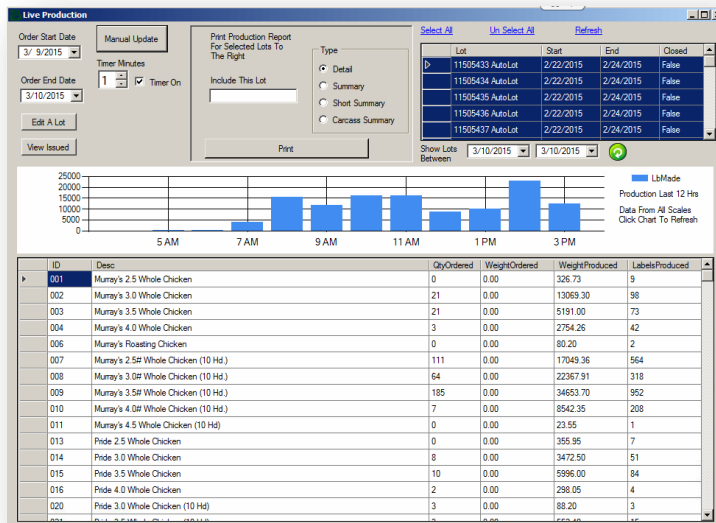 Live Production
Order Start Date
3/ 9/2015
Manual Update
Timer Minutes
1
Timer On
Order End Date
3/10/2015
Edit A Lot
View Issued
Print Production Report
For Selected Lots To
The Right
Include This Lot
Type
Detail
Summary
Short Summary
Carcass Summary
Print
Select All Un Select All Refresh
Lot Start End Closed
11505433 AutoLot 2/22/2015 2/24/2015 False
11505434 AutoLot 2/22/2015 2/24/2015 False
11505435 AutoLot 2/22/2015 2/24/2015 False
11505436 AutoLot 2/22/2015 2/24/2015 False
11505437 AutoLot 2/22/2015 2/24/2015 False
Show Lots
Between
3/10/2015 3/10/2015
25000
20000
15000
10000
5000
0
5 AM 7 AM 9 AM 11 AM 1 PM 3 PM
LbMade
Production Last 12 Hrs
Data From All Scales
Click Chart To Refresh
ID Desc QtyOrdered WeightOrdered WeightProduced LabelsProduced
001 Murray's 2.5 Whole Chicken 0 0.00 326.73 9
002 Murray's 3.0 Whole Chicken 21 0.00 13069.30 98
003 Murray's 3.5 Whole Chicken 21 0.00 5191.00 73
004 Murray's 4.0 Whole Chicken 3 0.00 2754.26 42
006 Murray's Roasting Chicken 0 0.00 80.20 2
007 Murray's 2.5# Whole Chicken (10 Hd.) 111 0.00 17049.36 564
008 Murray's 3.0# Whole Chicken (10 Hd.) 64 0.00 22367.91 318
009 Murray's 3.5# Whole Chicken (10 Hd.) 185 0.00 34653.70 952
010 Murray's 4.0# Whole Chicken (10 Hd.) 7 0.00 8542.35 208
011 Murray's 4.5 Whole Chicken (10 Hd) 0 0.00 23.55 1
013 Pride 2.5 Whole Chicken 0 0.00 355.95 7
014 Pride 3.0 Whole Chicken 8 0.00 3472.50 51
015 Pride 3.5 Whole Chicken 10 0.00 5996.00 84
016 Pride 4.0 Whole Chicken 2 0.00 298.05 4
020 Pride 3.0 Whole Chicken (10 Hd) 3 0.00 88.20 3